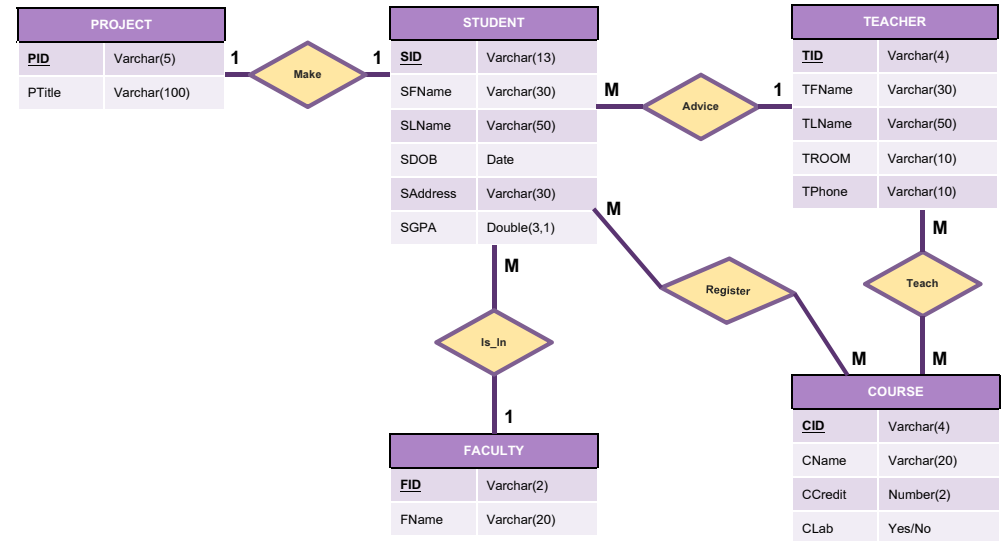 PROJECT
PID Varchar(5)
PTitle Varchar(100)
1
Make
1
STUDENT
SID Varchar(13)
SFName Varchar(30)
SLName Varchar(50)
SDOB Date
SAddress Varchar(30)
SGPA Double(3,1)
M
Advice
1
TEACHER
TID Varchar(4)
TFName Varchar(30)
TLName Varchar(50)
TROOM Varchar(10)
TPhone Varchar(10)
M
Register
M
M
Teach
M
M
Is_In
1
FACULTY
FID Varchar(2)
FName Varchar(20)
COURSE
CID Varchar(4)
CName Varchar(20)
CCredit Number(2)
CLab Yes/No